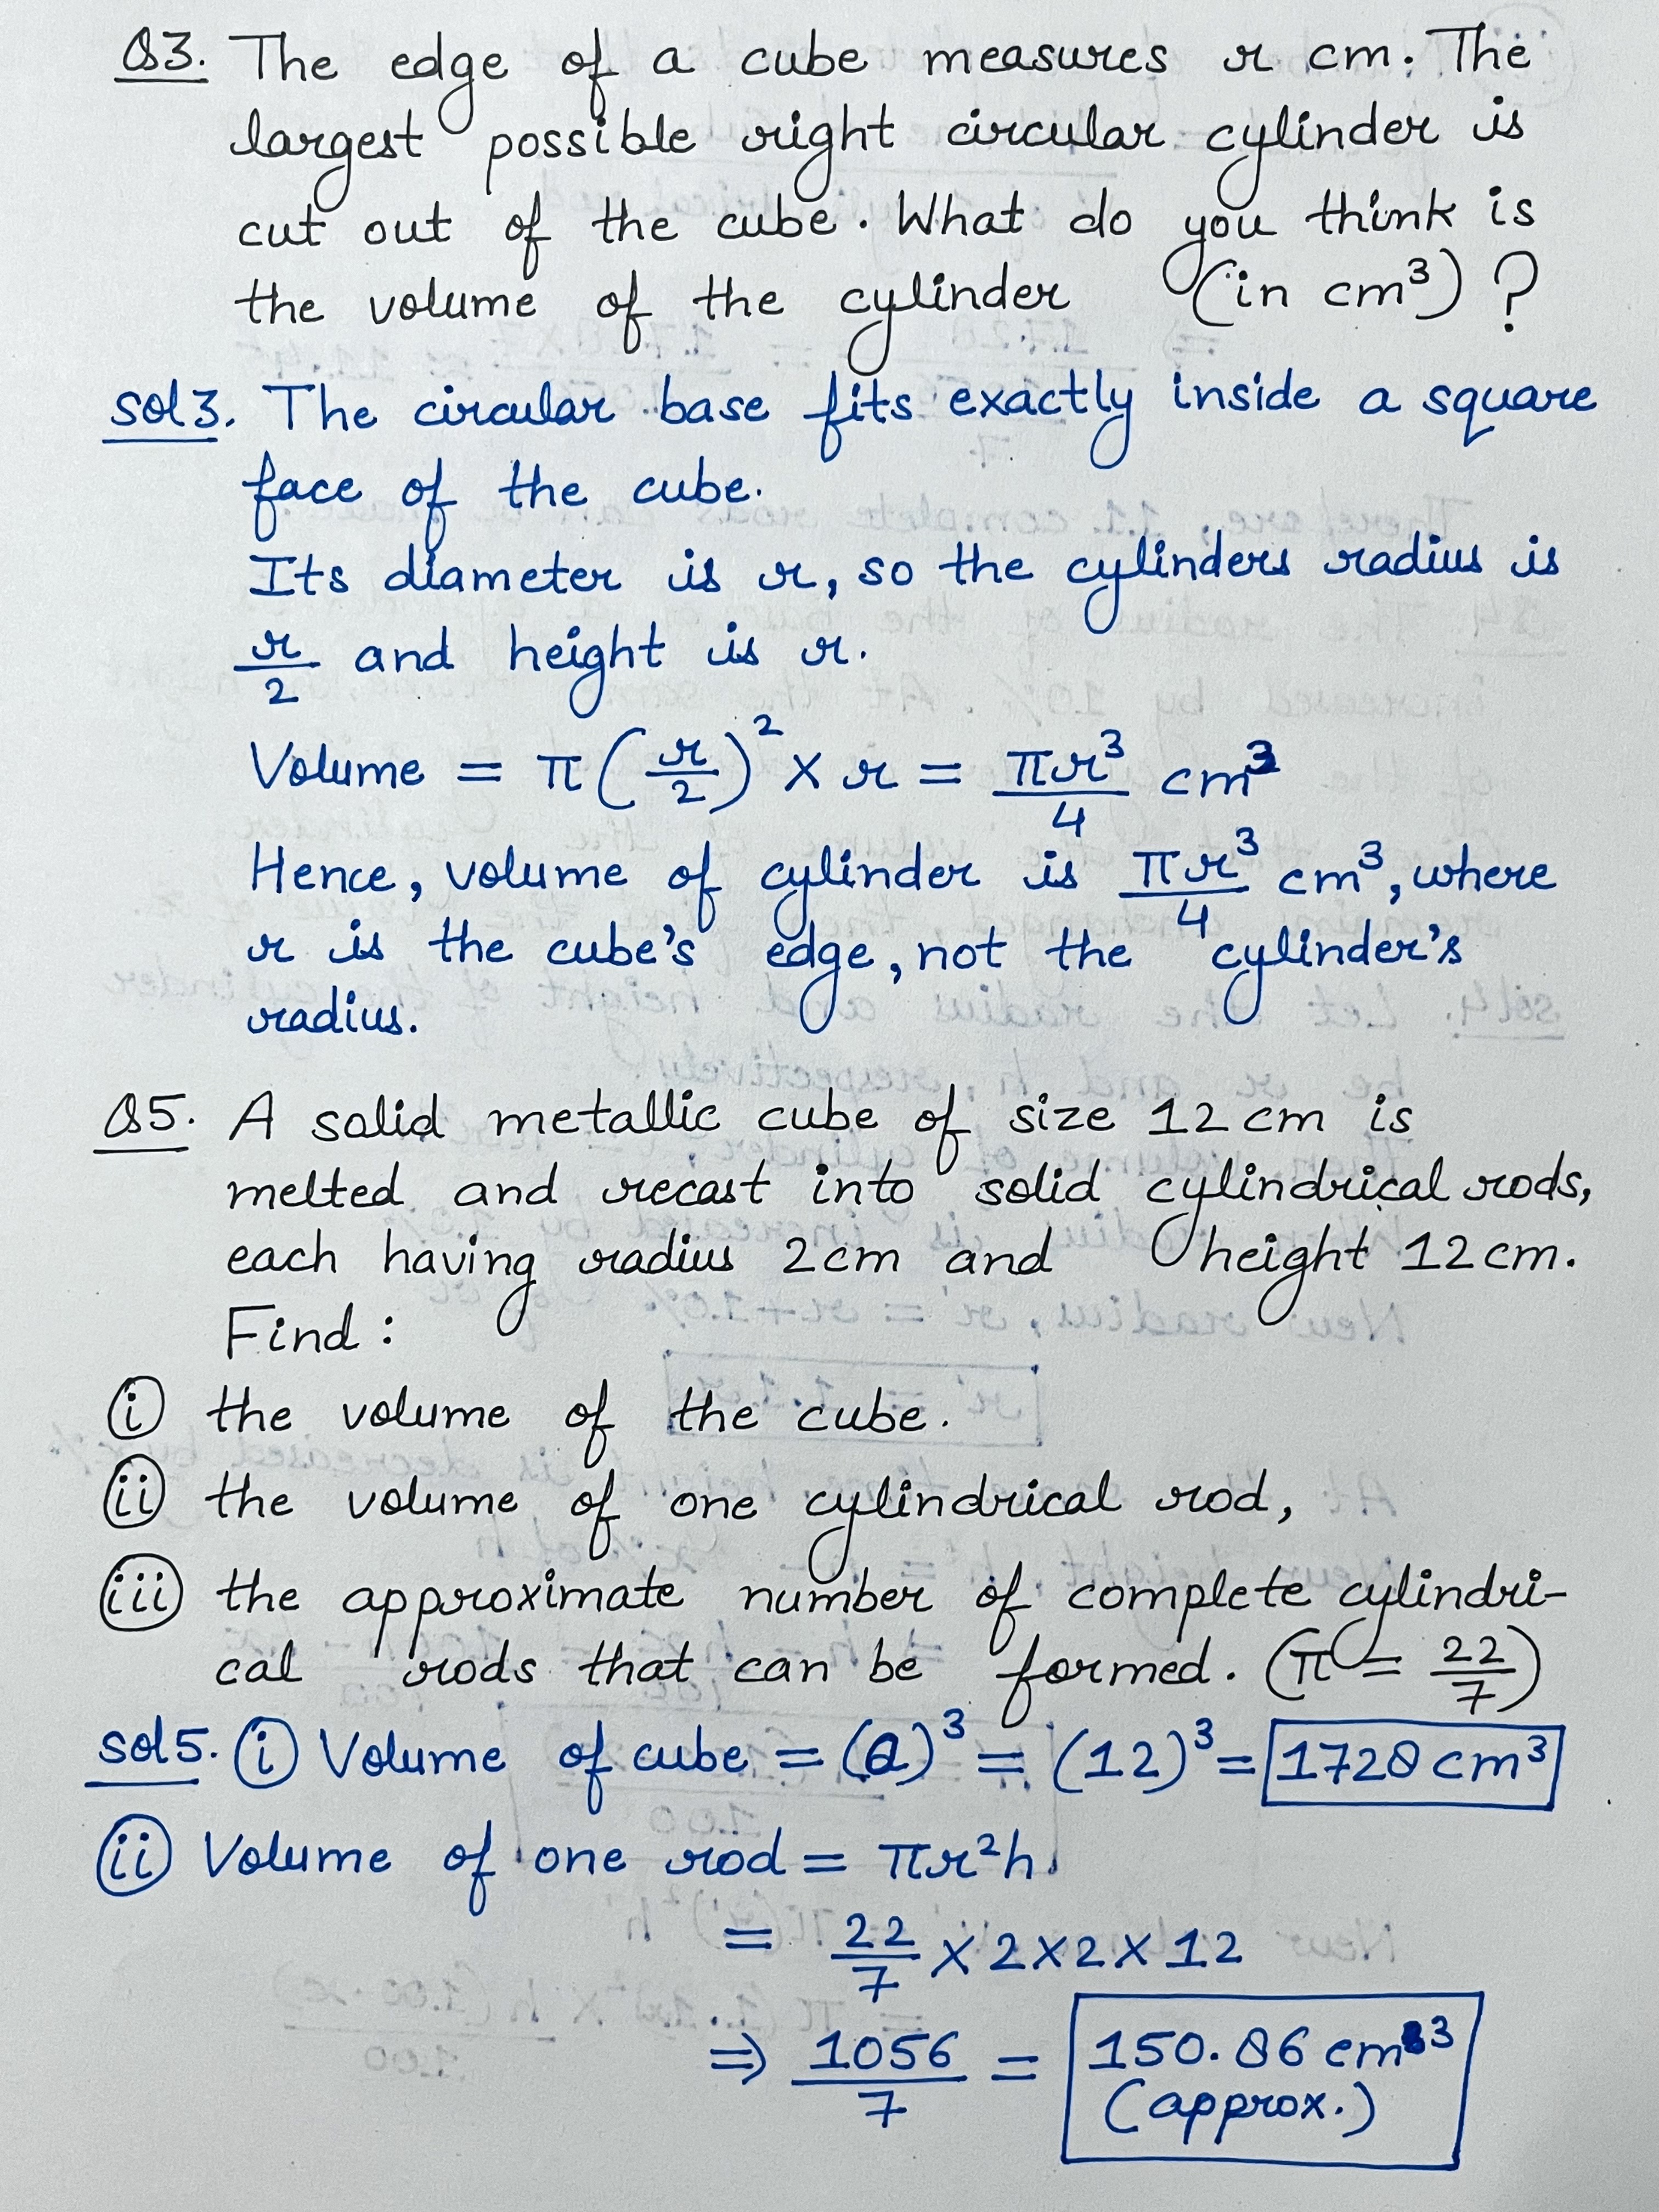 Q3. The edge of a cube measures r cm. The
largest possible right circular cylinder is
cut out of the cube. What do you think is
the volume of the cylinder (in cm³) ?
sol3. The circular base fits exactly inside a square
face of the cube.
Its diameter is r, so the cylinders radius is
r/2 and height is r.
Volume = π(r/2)² × r = πr³/4 cm³
Hence, volume of cylinder is πr³/4 cm³, where
r is the cube's edge, not the cylinder's
radius.
Q5. A solid metallic cube of size 12 cm is
melted and recast into solid cylindrical rods,
each having radius 2cm and height 12 cm.
Find :
(i) the volume of the cube.
(ii) the volume of one cylindrical rod,
(iii) the approximate number of complete cylindri-
cal rods that can be formed. (π = 22/7)
sol5. (i) Volume of cube = (a)³ = (12)³ = 1728 cm³
(ii) Volume of one rod = πr²h
= 22/7 × 2 × 2 × 12
⇒ 1056/7 = 150.86 cm³
(approx.)